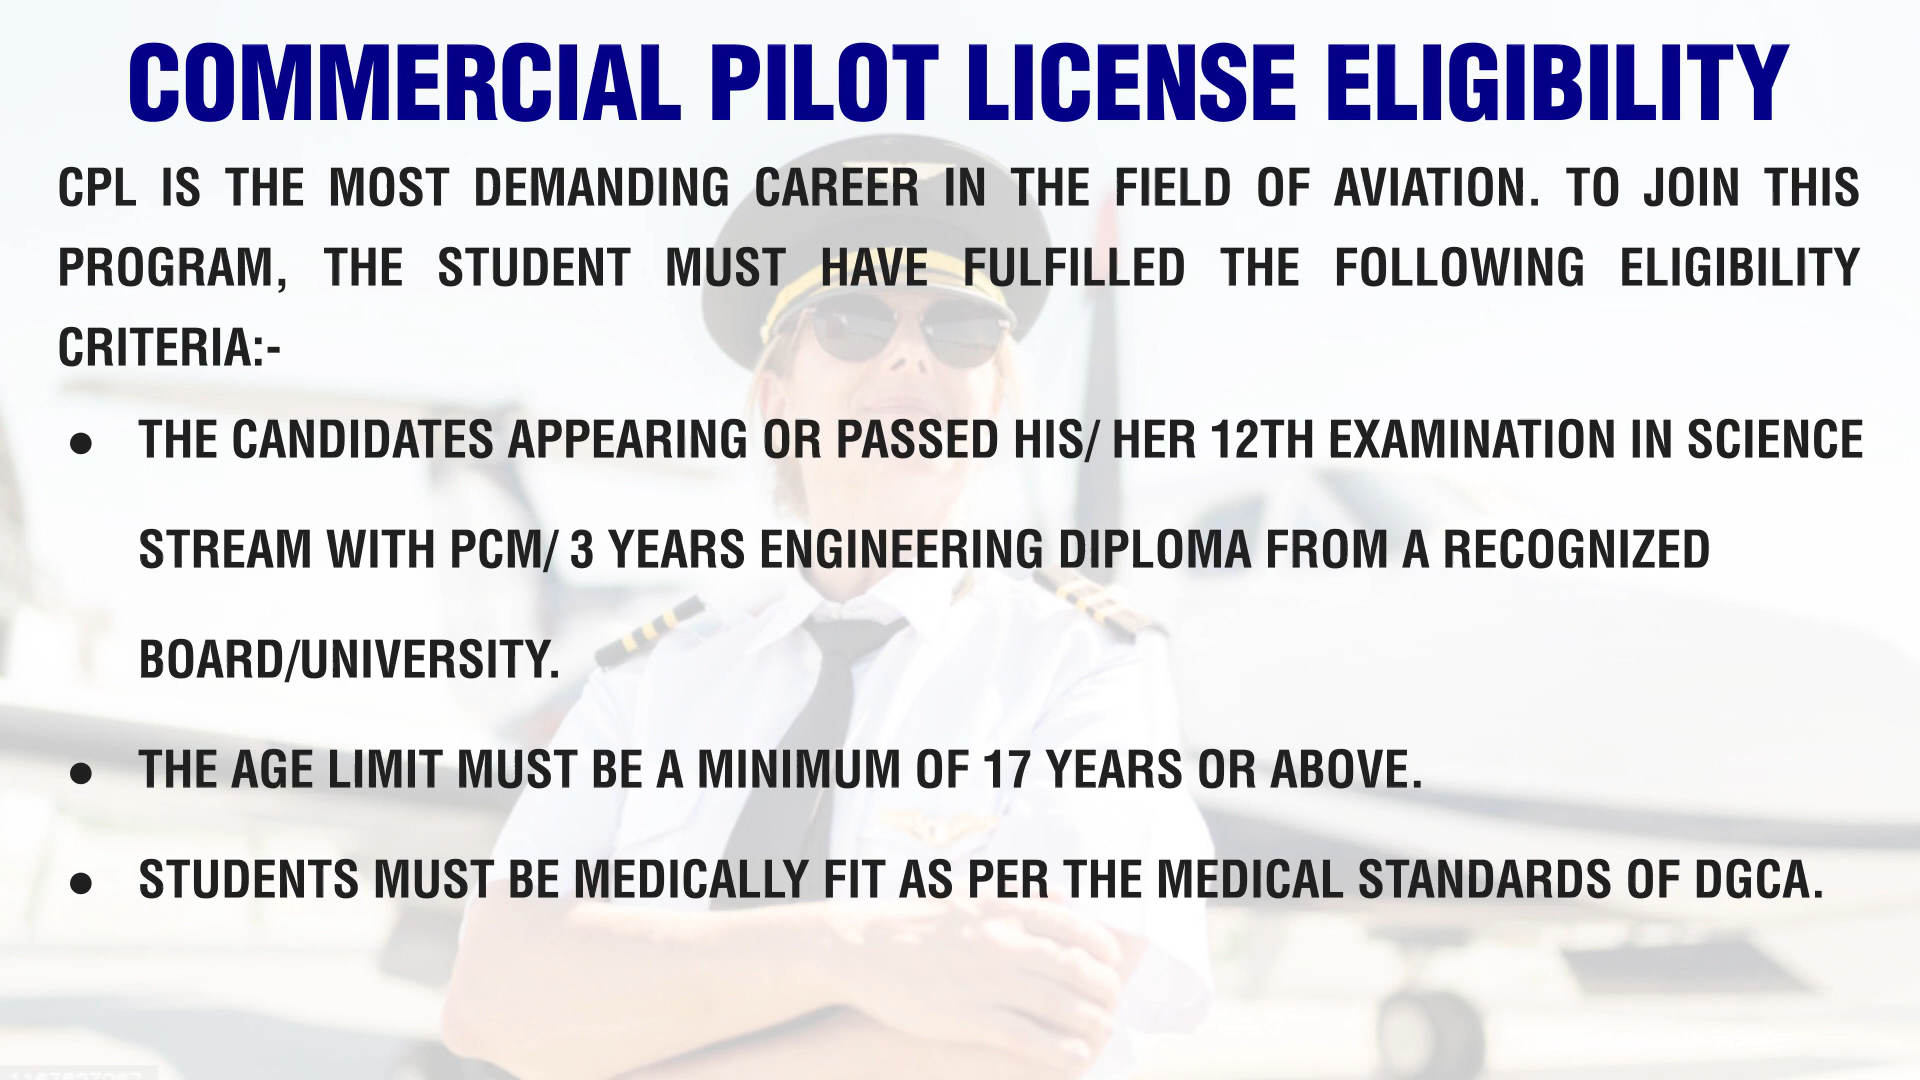 COMMERCIAL PILOT LICENSE ELIGIBILITY
CPL IS THE MOST DEMANDING CAREER IN THE FIELD OF AVIATION. TO JOIN THIS
PROGRAM, THE STUDENT MUST HAVE FULFILLED THE FOLLOWING ELIGIBILITY
CRITERIA:-
● THE CANDIDATES APPEARING OR PASSED HIS/ HER 12TH EXAMINATION IN SCIENCE
STREAM WITH PCM/ 3 YEARS ENGINEERING DIPLOMA FROM A RECOGNIZED
BOARD/UNIVERSITY.
● THE AGE LIMIT MUST BE A MINIMUM OF 17 YEARS OR ABOVE.
● STUDENTS MUST BE MEDICALLY FIT AS PER THE MEDICAL STANDARDS OF DGCA.